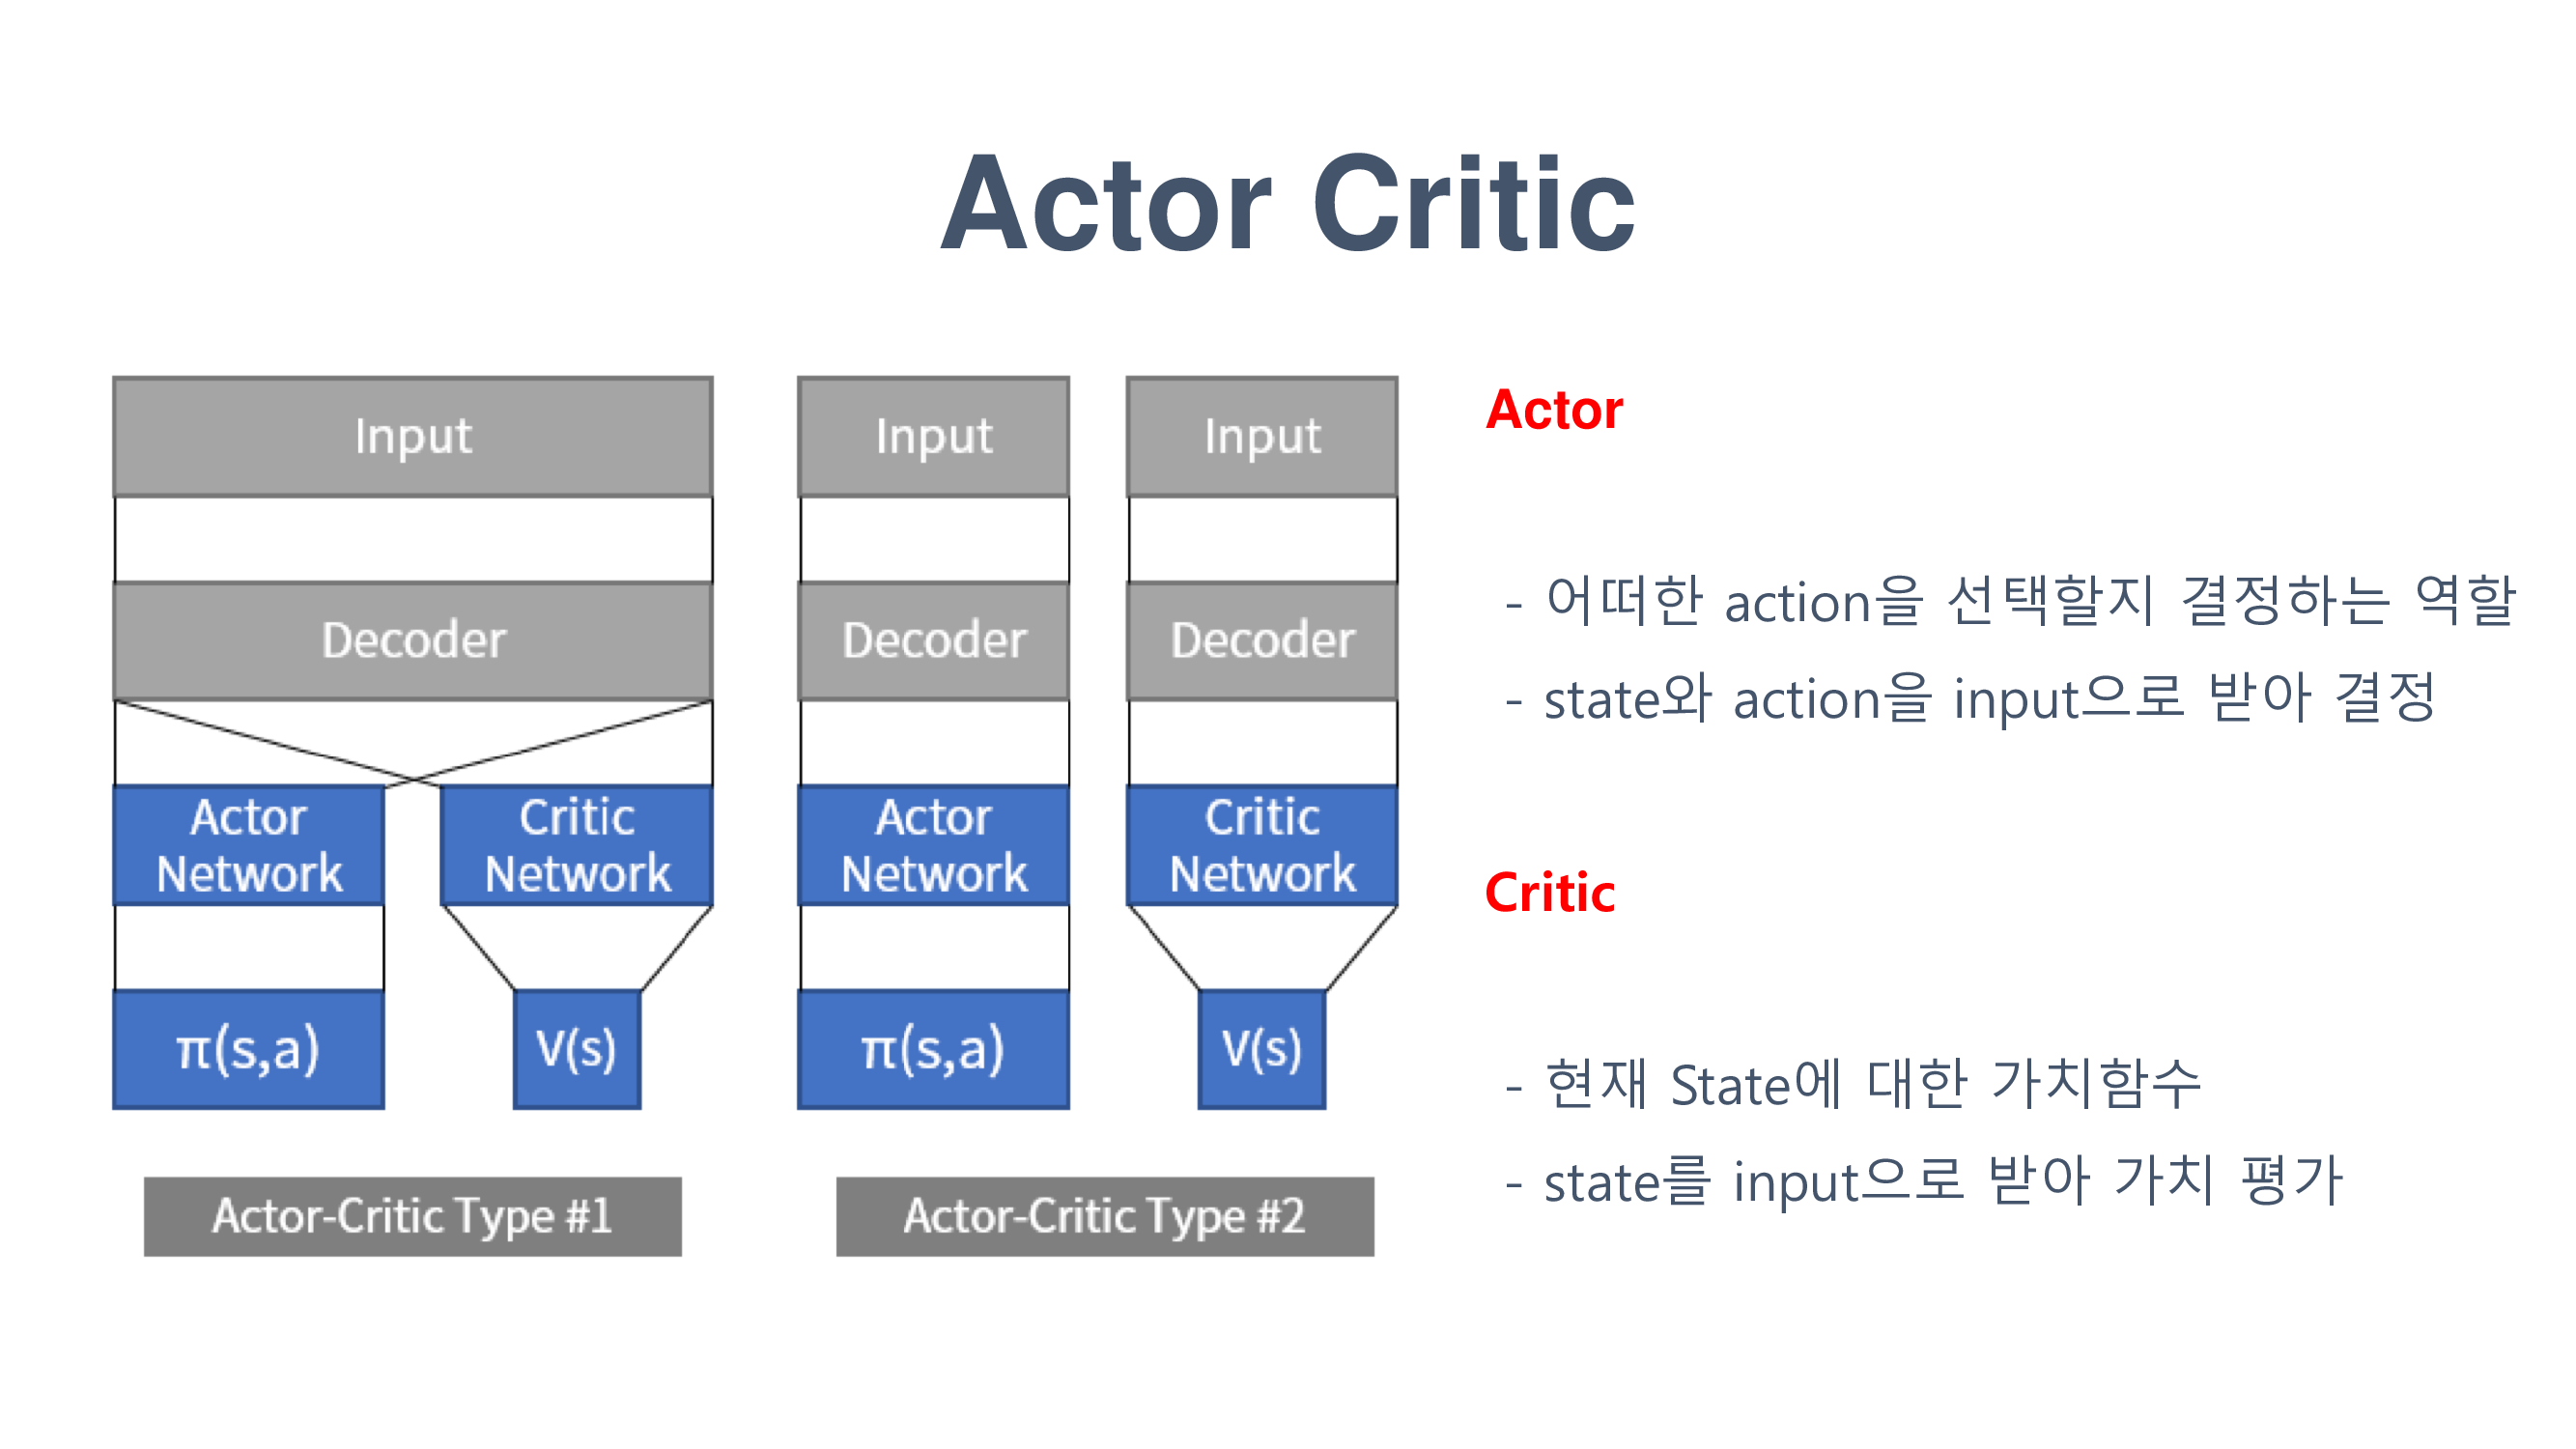 Actor Critic
Input
Decoder
Actor
Network
Critic
Network
π(s,a)
V(s)
Actor-Critic Type #1
Input
Input
Decoder
Decoder
Actor
Network
Critic
Network
π(s,a)
V(s)
Actor-Critic Type #2
Actor
- 어떠한 action을 선택할지 결정하는 역할
- state와 action을 input으로 받아 결정
Critic
- 현재 State에 대한 가치함수
- state를 input으로 받아 가치 평가